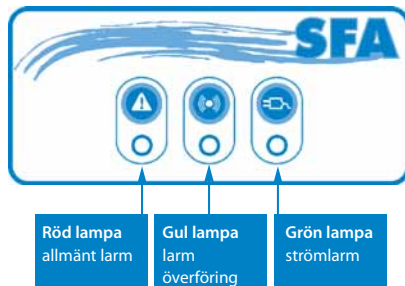 SFA
Röd lampa
allmänt larm
Gul lampa
larm
överföring
Grön lampa
strömlarm